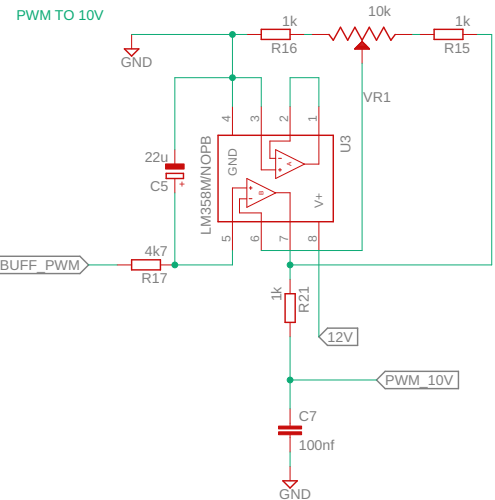 PWM TO 10V
1k
10k
1k
R16
R15
GND
VR1
4
3
2
1
U3
GND
A
22u
C5
+
LM358M/NOPB
B
V+
5
6
7
8
4k7
BUFF_PWM
R17
1k
R21
12V
PWM_10V
C7
100nf
GND